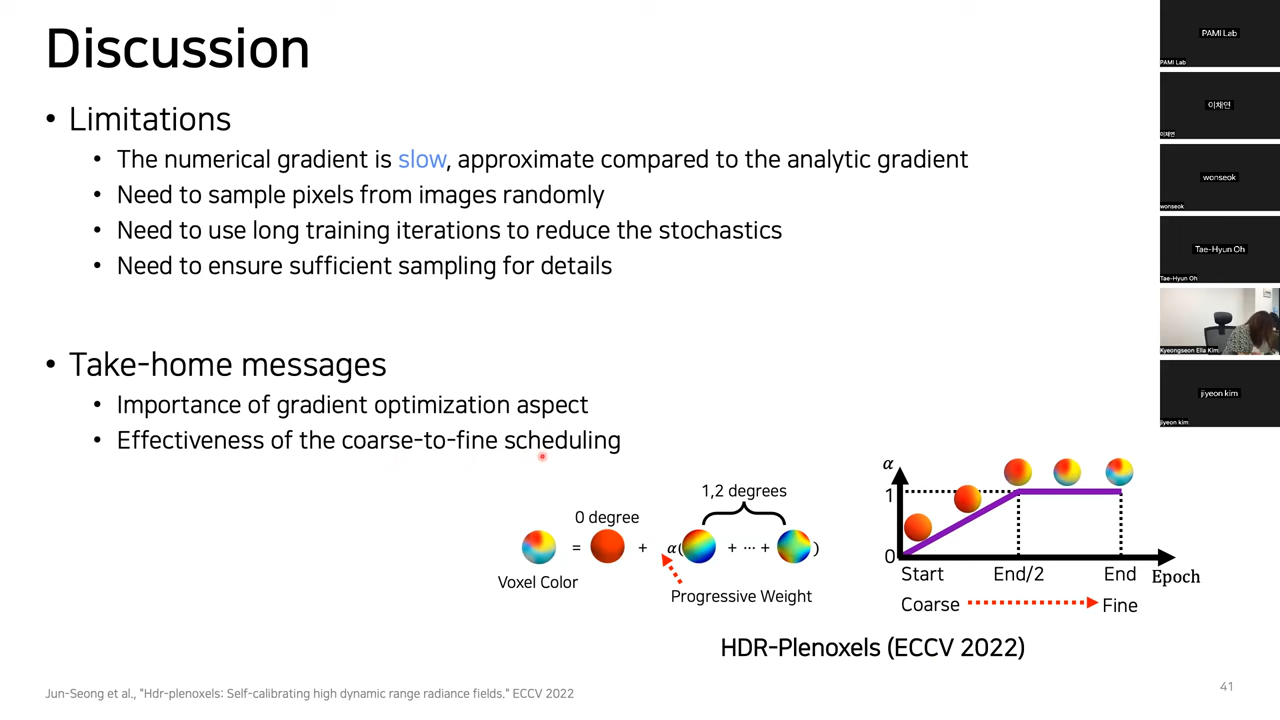 Discussion
• Limitations
• The numerical gradient is slow, approximate compared to the analytic gradient
• Need to sample pixels from images randomly
• Need to use long training iterations to reduce the stochastics
• Need to ensure sufficient sampling for details
• Take-home messages
• Importance of gradient optimization aspect
• Effectiveness of the coarse-to-fine scheduling
1,2 degrees
0 degree
= + α( + ··· + )
Voxel Color
Progressive Weight
α
1
0
Start End/2 End Epoch
Coarse Fine
HDR-Plenoxels (ECCV 2022)
Jun-Seong et al., "Hdr-plenoxels: Self-calibrating high dynamic range radiance fields." ECCV 2022
41
PAMI Lab
PAMI Lab
이채연
이채연
wonseok
wonseok
Tae-Hyun Oh
Tae-Hyun Oh
Kyeongseon Ella Kim
jiyeon kim
jiyeon kim